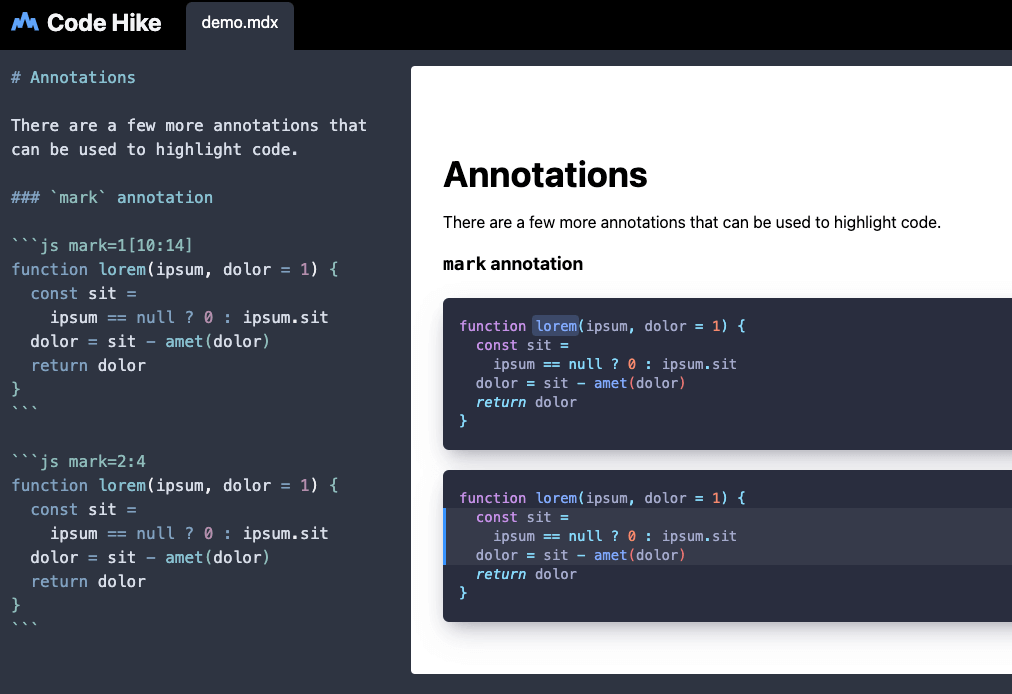 Code Hike
demo.mdx
# Annotations
There are a few more annotations that
can be used to highlight code.
### `mark` annotation
```js mark=1[10:14]
function lorem(ipsum, dolor = 1) {
  const sit =
    ipsum == null ? 0 : ipsum.sit
  dolor = sit - amet(dolor)
  return dolor
}
```
```js mark=2:4
function lorem(ipsum, dolor = 1) {
  const sit =
    ipsum == null ? 0 : ipsum.sit
  dolor = sit - amet(dolor)
  return dolor
}
```
Annotations
There are a few more annotations that can be used to highlight code.
mark annotation
function lorem(ipsum, dolor = 1) {
  const sit =
    ipsum == null ? 0 : ipsum.sit
  dolor = sit - amet(dolor)
  return dolor
}
function lorem(ipsum, dolor = 1) {
  const sit =
    ipsum == null ? 0 : ipsum.sit
  dolor = sit - amet(dolor)
  return dolor
}